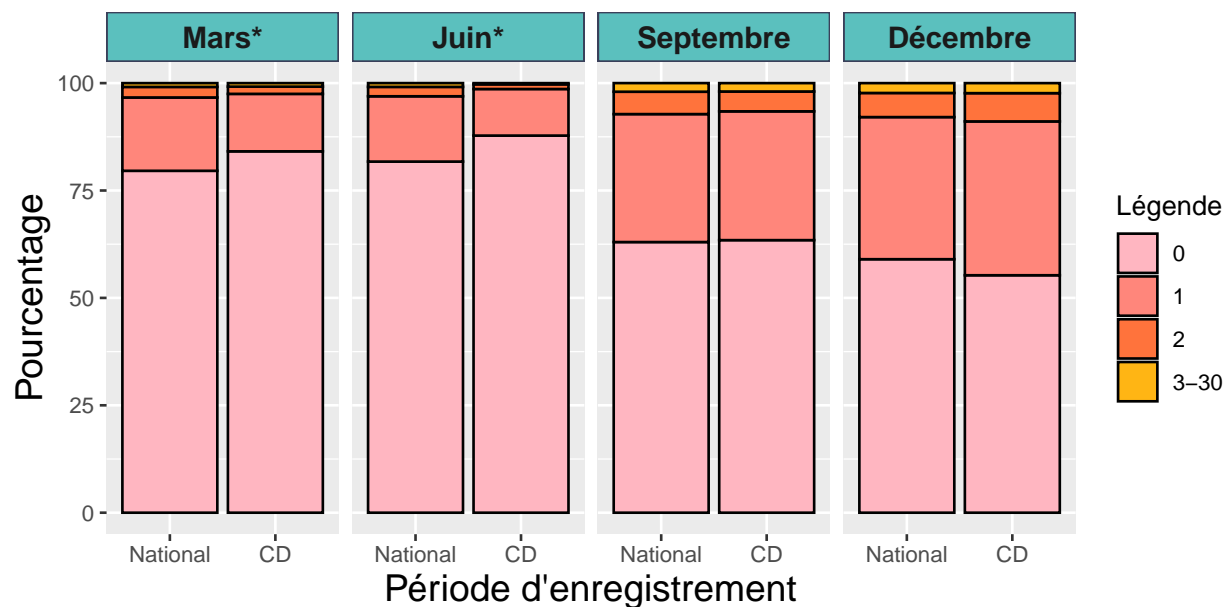 Mars* Juin* Septembre Décembre
100
75
50
25
0
Pourcentage
National CD National CD National CD National CD
Période d'enregistrement
Légende
0
1
2
3–30